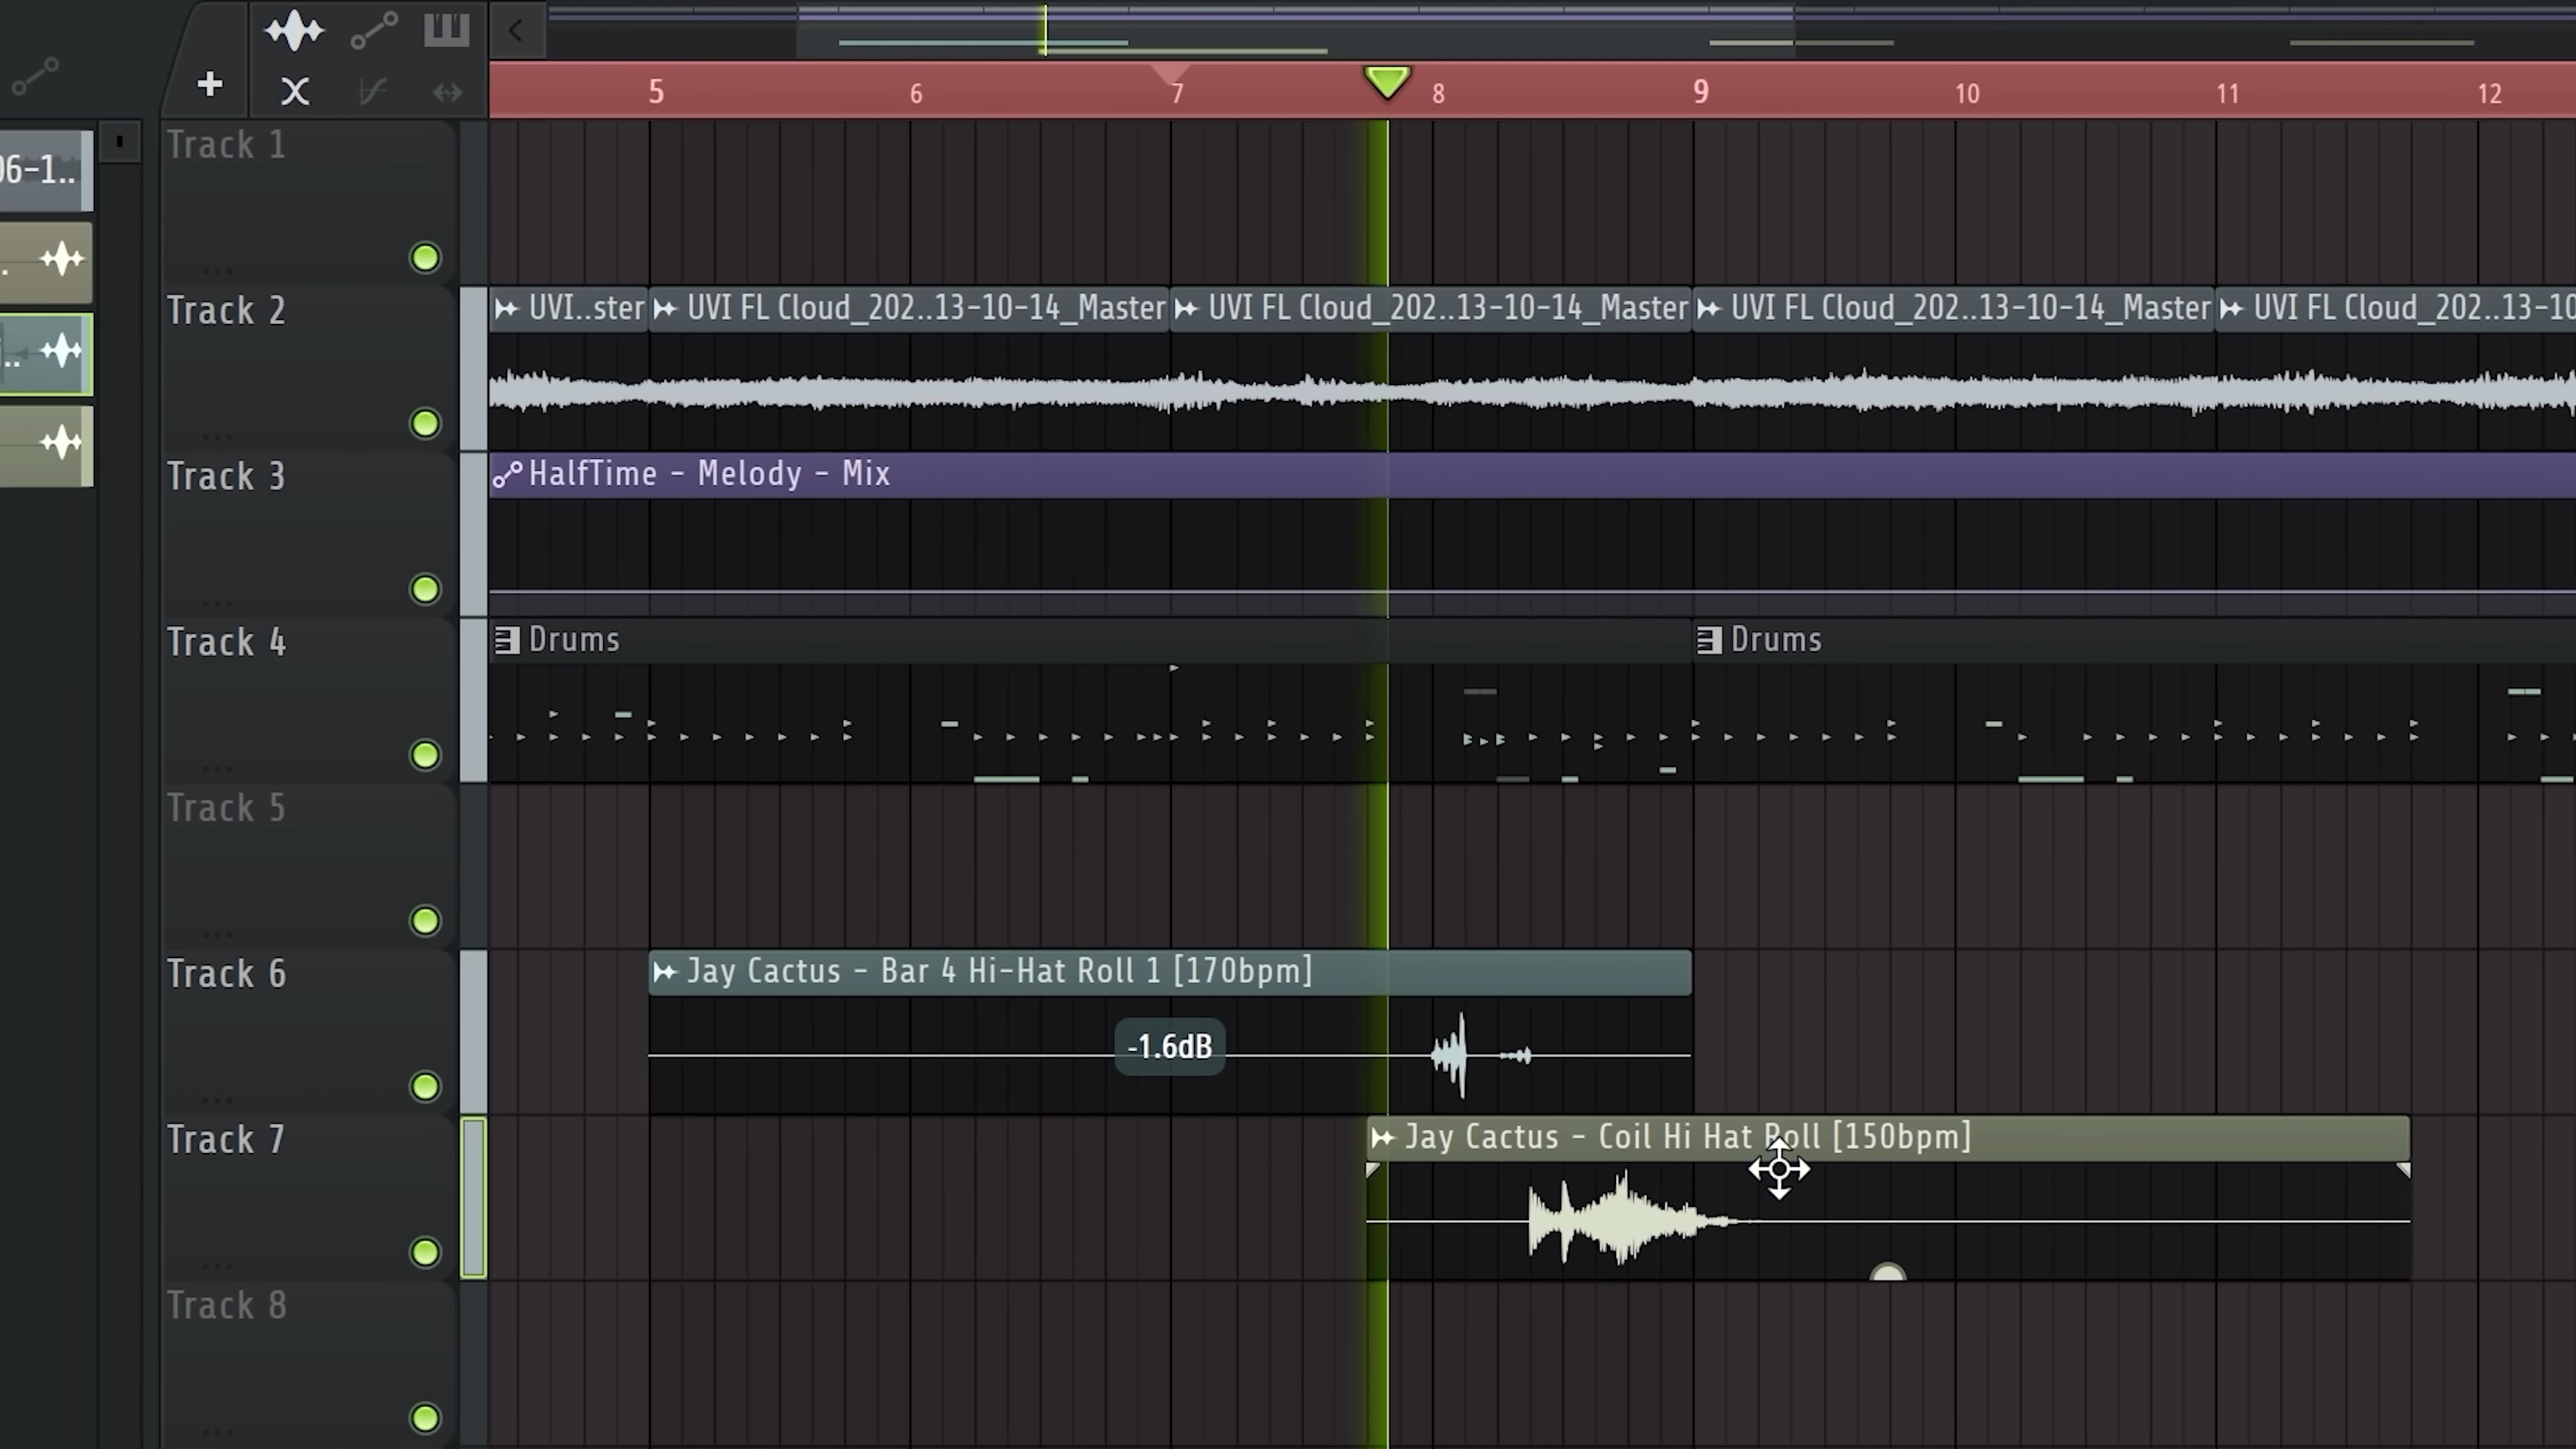 5 6 7 8 9 10 11 12
06-1..
Track 1
...
Track 2
UVI..ster
UVI FL Cloud_202..13-10-14_Master
UVI FL Cloud_202..13-10-14_Master
UVI FL Cloud_202..13-10-14_Master
UVI FL Cloud_202..13-10
...
Track 3
HalfTime - Melody - Mix
...
Track 4
Drums
Drums
...
Track 5
...
Track 6
Jay Cactus - Bar 4 Hi-Hat Roll 1 [170bpm]
-1.6dB
...
Track 7
Jay Cactus - Coil Hi Hat Roll [150bpm]
...
Track 8
...